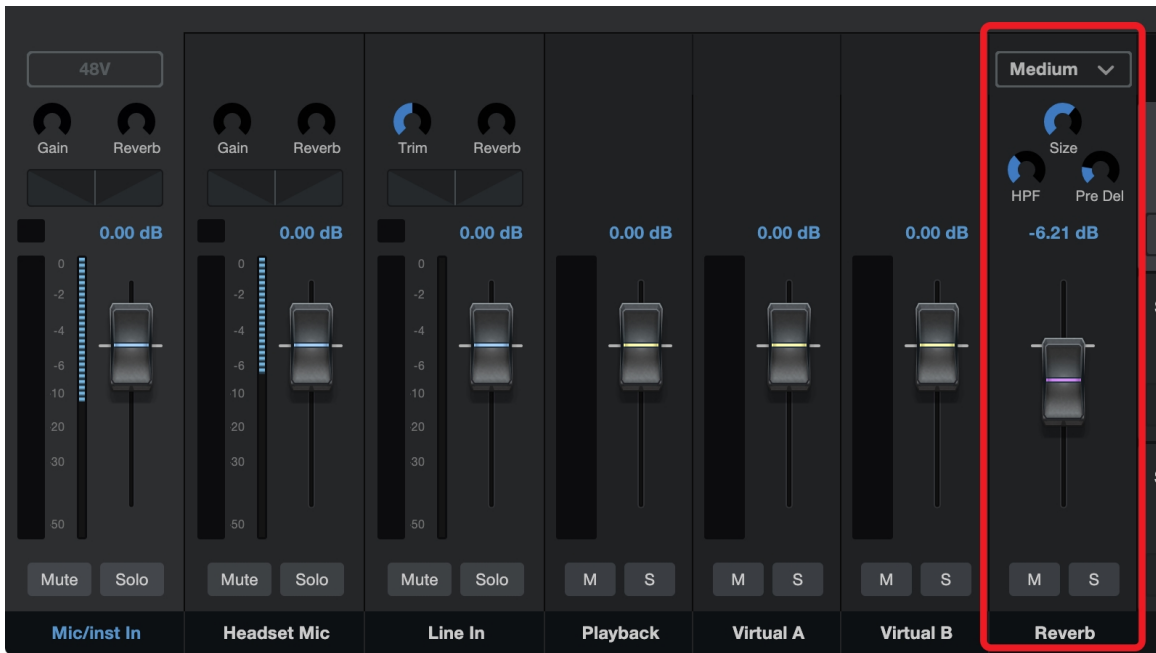 48V
Medium
Gain Reverb Gain Reverb Trim Reverb Size
HPF Pre Del
0.00 dB 0.00 dB 0.00 dB 0.00 dB 0.00 dB 0.00 dB -6.21 dB
0 0 0
-2 -2 -2
-4 -4 -4
-6 -6 -6
10 10 10
20 20 20
30 30 30
50 50 50
Mute Solo Mute Solo Mute Solo M S M S M S M S
Mic/inst In Headset Mic Line In Playback Virtual A Virtual B Reverb